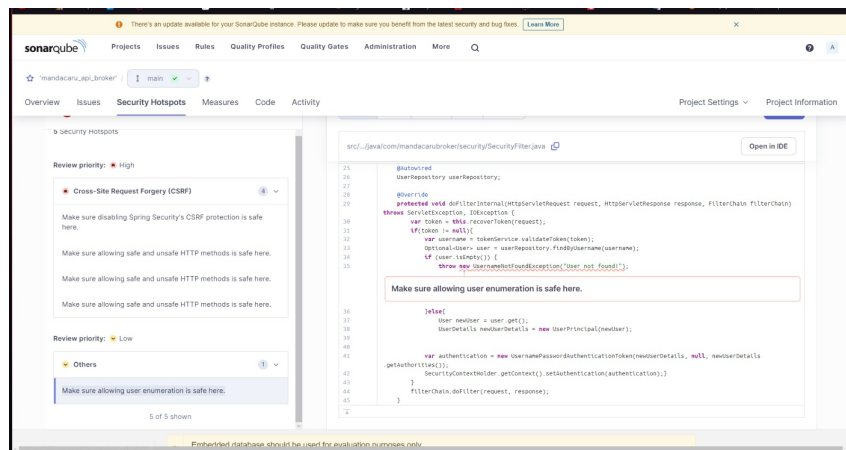 There's an update available for your SonarQube instance. Please update to make sure you benefit from the latest security and bug fixes. Learn More
sonarqube Projects Issues Rules Quality Profiles Quality Gates Administration More A
'mandacaru_api_broker' / main
Overview Issues Security Hotspots Measures Code Activity Project Settings Project Information
5 Security Hotspots
Review priority: High
Cross-Site Request Forgery (CSRF) 4
Make sure disabling Spring Security's CSRF protection is safe
here.
Make sure allowing safe and unsafe HTTP methods is safe here.
Make sure allowing safe and unsafe HTTP methods is safe here.
Make sure allowing safe and unsafe HTTP methods is safe here.
Review priority: Low
Others 1
Make sure allowing user enumeration is safe here.
5 of 5 shown
src/.../java/com/mandacarubroker/security/SecurityFilter.java Open in IDE
25 @Autowired
26 UserRepository userRepository;
27
28 @Override
29 protected void doFilterInternal(HttpServletRequest request, HttpServletResponse response, FilterChain filterChain)
throws ServletException, IOException {
30 var token = this.recoverToken(request);
31 if(token != null){
32 var username = tokenService.validateToken(token);
33 Optional<User> user = userRepository.findByUsername(username);
34 if (user.isEmpty()) {
35 throw new UsernameNotFoundException("User not found!");
Make sure allowing user enumeration is safe here.
36 }else{
37 User newUser = user.get();
38 UserDetails newUserDetails = new UserPrincipal(newUser);
39
40
41 var authentication = new UsernamePasswordAuthenticationToken(newUserDetails, null, newUserDetails
.getAuthorities());
42 SecurityContextHolder.getContext().setAuthentication(authentication);}
43 }
44 filterChain.doFilter(request, response);
45 }
Embedded database should be used for evaluation purposes only